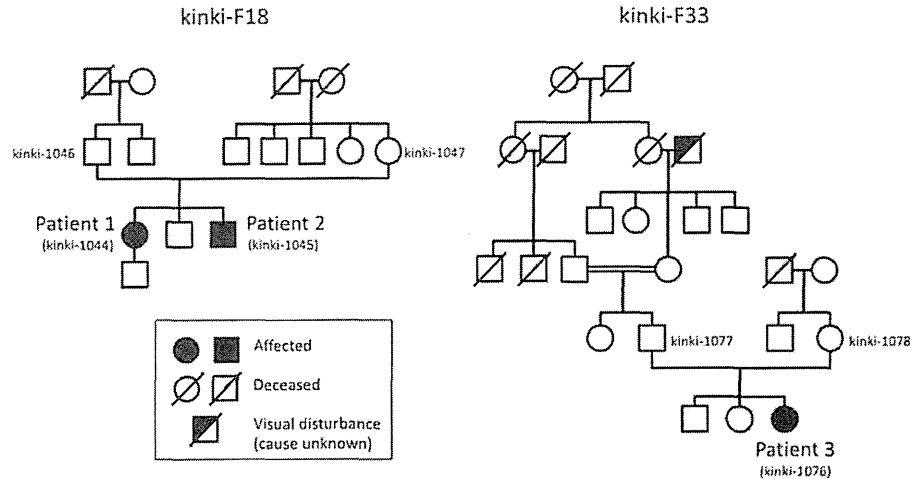 kinki-F18
kinki-F33
kinki-1046
kinki-1047
Patient 1
(kinki-1044)
Patient 2
(kinki-1045)
kinki-1077
kinki-1078
Affected
Deceased
Visual disturbance
(cause unknown)
Patient 3
(kinki-1076)